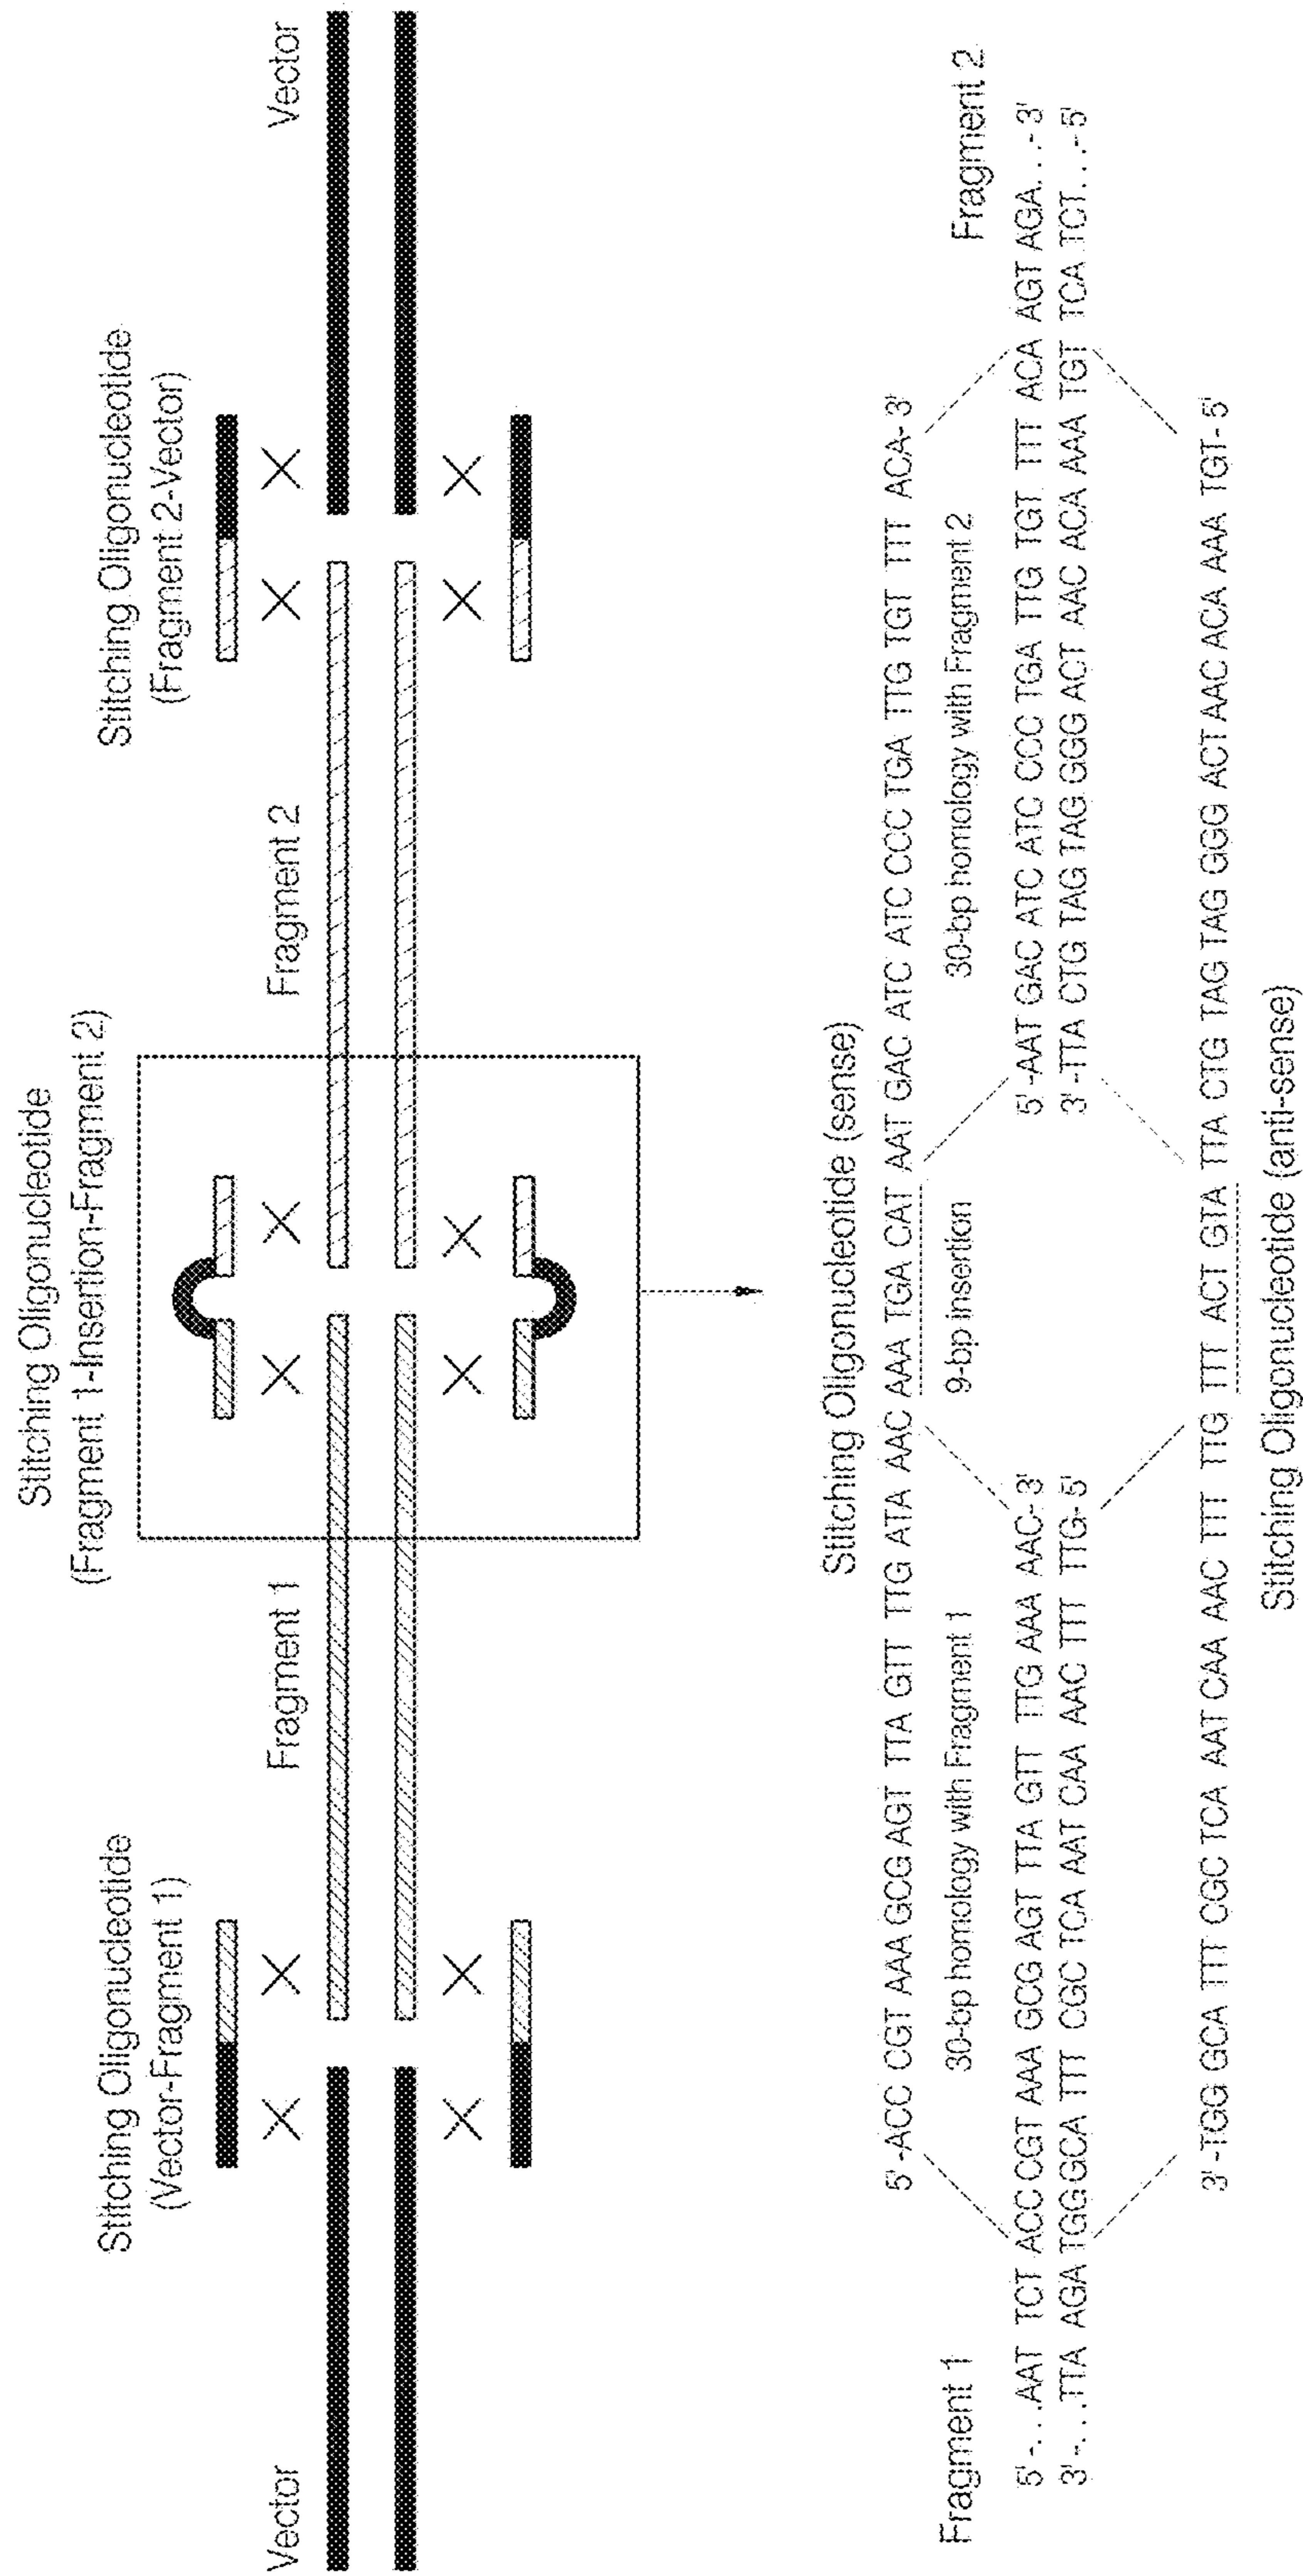 Stitching Oligonucleotide
(Fragment 1-Insertion-Fragment 2)
Stitching Oligonucleotide
(Vector-Fragment 1)
Stitching Oligonucleotide
(Fragment 2-Vector)
Vector
Fragment 1
Fragment 2
Vector
Stitching Oligonucleotide (sense)
5'-ACC CGT AAA GCG AGT TTA GTT TTG ATA AAC AAA TGA CAT AAT GAC ATC ATC CCC TGA TTG TGT TTT ACA-3'
Fragment 1
30-bp homology with Fragment 1
9-bp insertion
30-bp homology with Fragment 2
Fragment 2
5'-...AAT TCT ACC CGT AAA GCG AGT TTA GTT TTG AAA AAC-3'
5'-AAT GAC ATC ATC CCC TGA TTG TGT TTT ACA AGT AGA...-3'
3'-...TTA AGA TGG GCA TTT CGC TCA AAT CAA AAC TTT TTG-5'
3'-TTA CTG TAG TAG GGG ACT AAC ACA AAA TGT TCA TCT...-5'
3'-TGG GCA TTT CGC TCA AAT CAA AAC TTT TTG TTT ACT GTA TTA CTG TAG TAG GGG ACT AAC ACA AAA TGT-5'
Stitching Oligonucleotide (anti-sense)